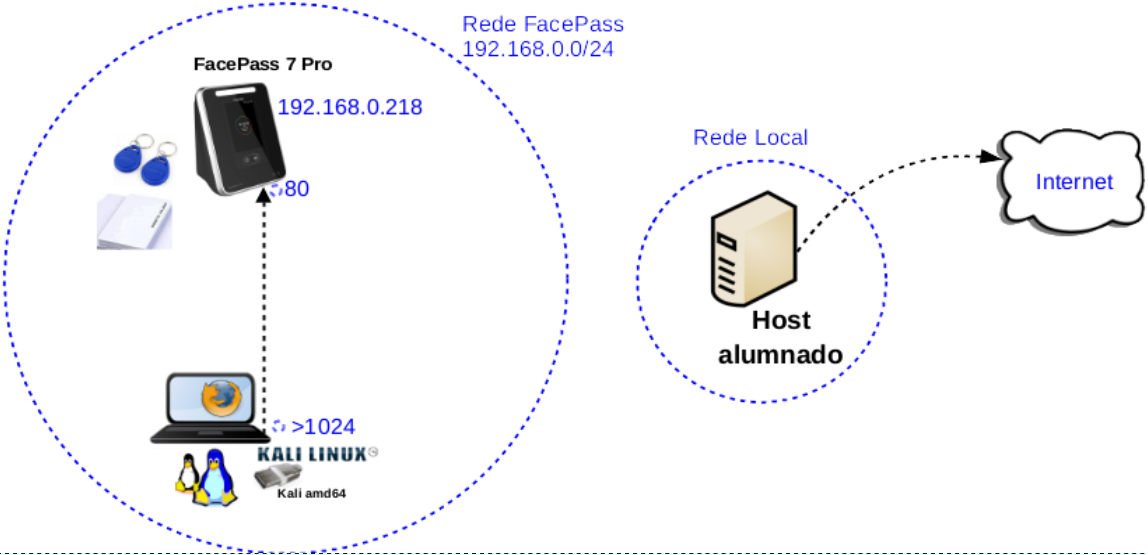 Rede FacePass
192.168.0.0/24
FacePass 7 Pro
192.168.0.218
80
Rede Local
Internet
Host
alumnado
>1024
KALI LINUX
Kali amd64